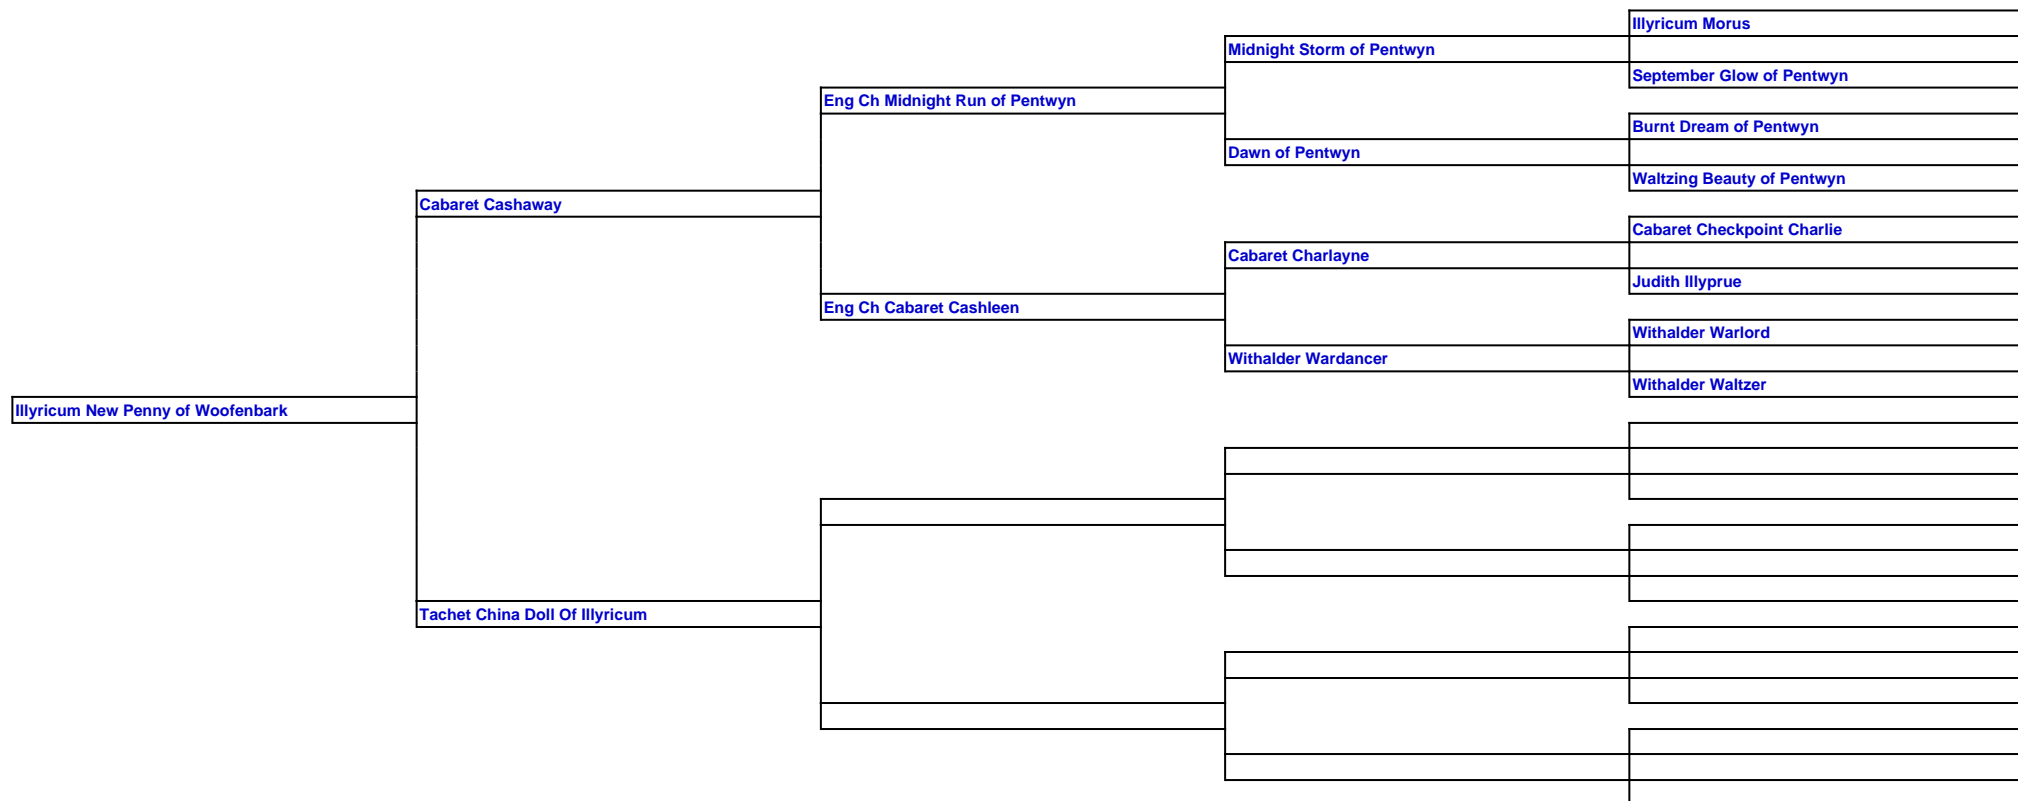 Illyricum Morus
Midnight Storm of Pentwyn
September Glow of Pentwyn
Eng Ch Midnight Run of Pentwyn
Burnt Dream of Pentwyn
Dawn of Pentwyn
Waltzing Beauty of Pentwyn
Cabaret Cashaway
Cabaret Checkpoint Charlie
Cabaret Charlayne
Judith Illyprue
Eng Ch Cabaret Cashleen
Withalder Warlord
Withalder Wardancer
Withalder Waltzer
Illyricum New Penny of Woofenbark
Tachet China Doll Of Illyricum